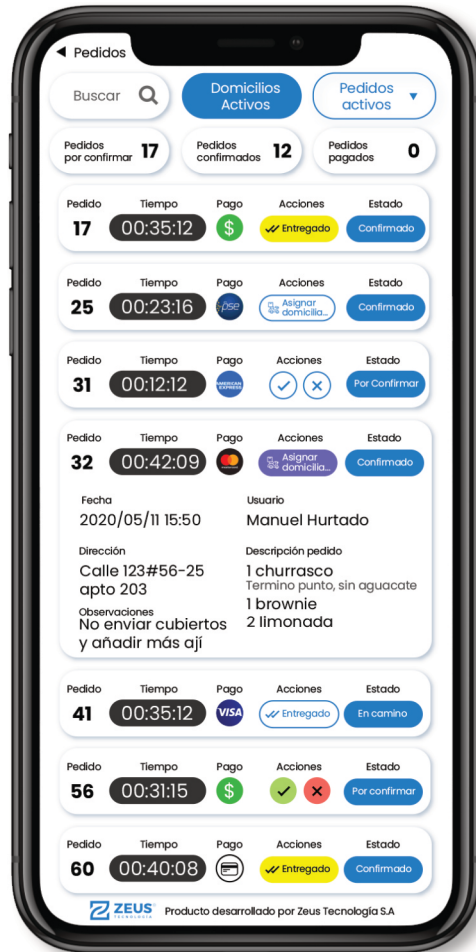 Pedidos
Buscar
Domicilios
Activos
Pedidos
activos
Pedidos
por confirmar 17
Pedidos
confirmados 12
Pedidos
pagados 0
Pedido Tiempo Pago Acciones Estado
17 00:35:12 $ Entregado Confirmado
Pedido Tiempo Pago Acciones Estado
25 00:23:16 pse Asignar domicilia... Confirmado
Pedido Tiempo Pago Acciones Estado
31 00:12:12 AMERICAN EXPRESS Por Confirmar
Pedido Tiempo Pago Acciones Estado
32 00:42:09 Asignar domicilia... Confirmado
Fecha
2020/05/11 15:50
Usuario
Manuel Hurtado
Dirección
Calle 123#56-25
apto 203
Observaciones
No enviar cubiertos
y añadir más ají
Descripción pedido
1 churrasco
Termino punto, sin aguacate
1 brownie
2 limonada
Pedido Tiempo Pago Acciones Estado
41 00:35:12 VISA Entregado En camino
Pedido Tiempo Pago Acciones Estado
56 00:31:15 $ Por confirmar
Pedido Tiempo Pago Acciones Estado
60 00:40:08 Entregado Confirmado
ZEUS
TECNOLOGÍA
Producto desarrollado por Zeus Tecnología S.A